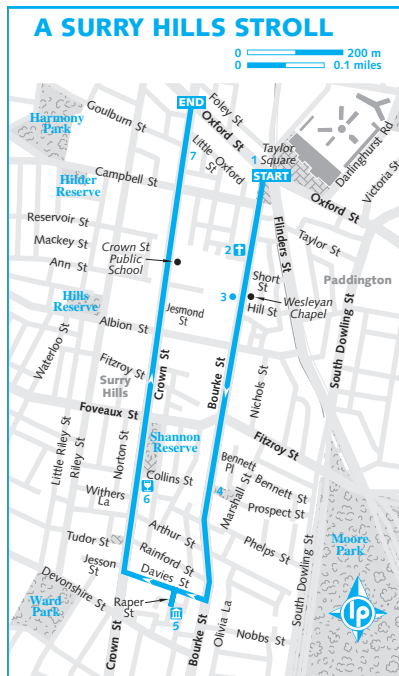 A SURRY HILLS STROLL
0 200 m
0 0.1 miles
END
Foley St
Oxford St
Goulburn St
Harmony
Park
7
Little Oxford
St
1 Taylor
Square
START
Darlinghurst Rd
Victoria St
Hilder
Reserve
Campbell St
Oxford St
Flinders St
Reservoir St
Mackey St
Ann St
Crown St
Public
School
2
Taylor St
Paddington
Short
St
3
Hill St
Wesleyan
Chapel
Hills
Reserve
Jesmond
St
Albion St
Waterloo St
Fitzroy St
Crown St
Bourke St
Nichols St
South Dowling St
Surry
Hills
Foveaux St
Shannon
Reserve
Fitzroy St
Little Riley St
Riley St
Norton St
Collins St
Bennett
Pl
Bennett St
4
Marshall St
Prospect St
Withers
La
6
Arthur St
Phelps St
Moore
Park
Tudor St
Rainford St
Jesson
St
Davies St
Devonshire St
Ward
Park
Raper
St
5
Crown St
Bourke St
Olivia La
Nobbs St
South Dowling St
lp